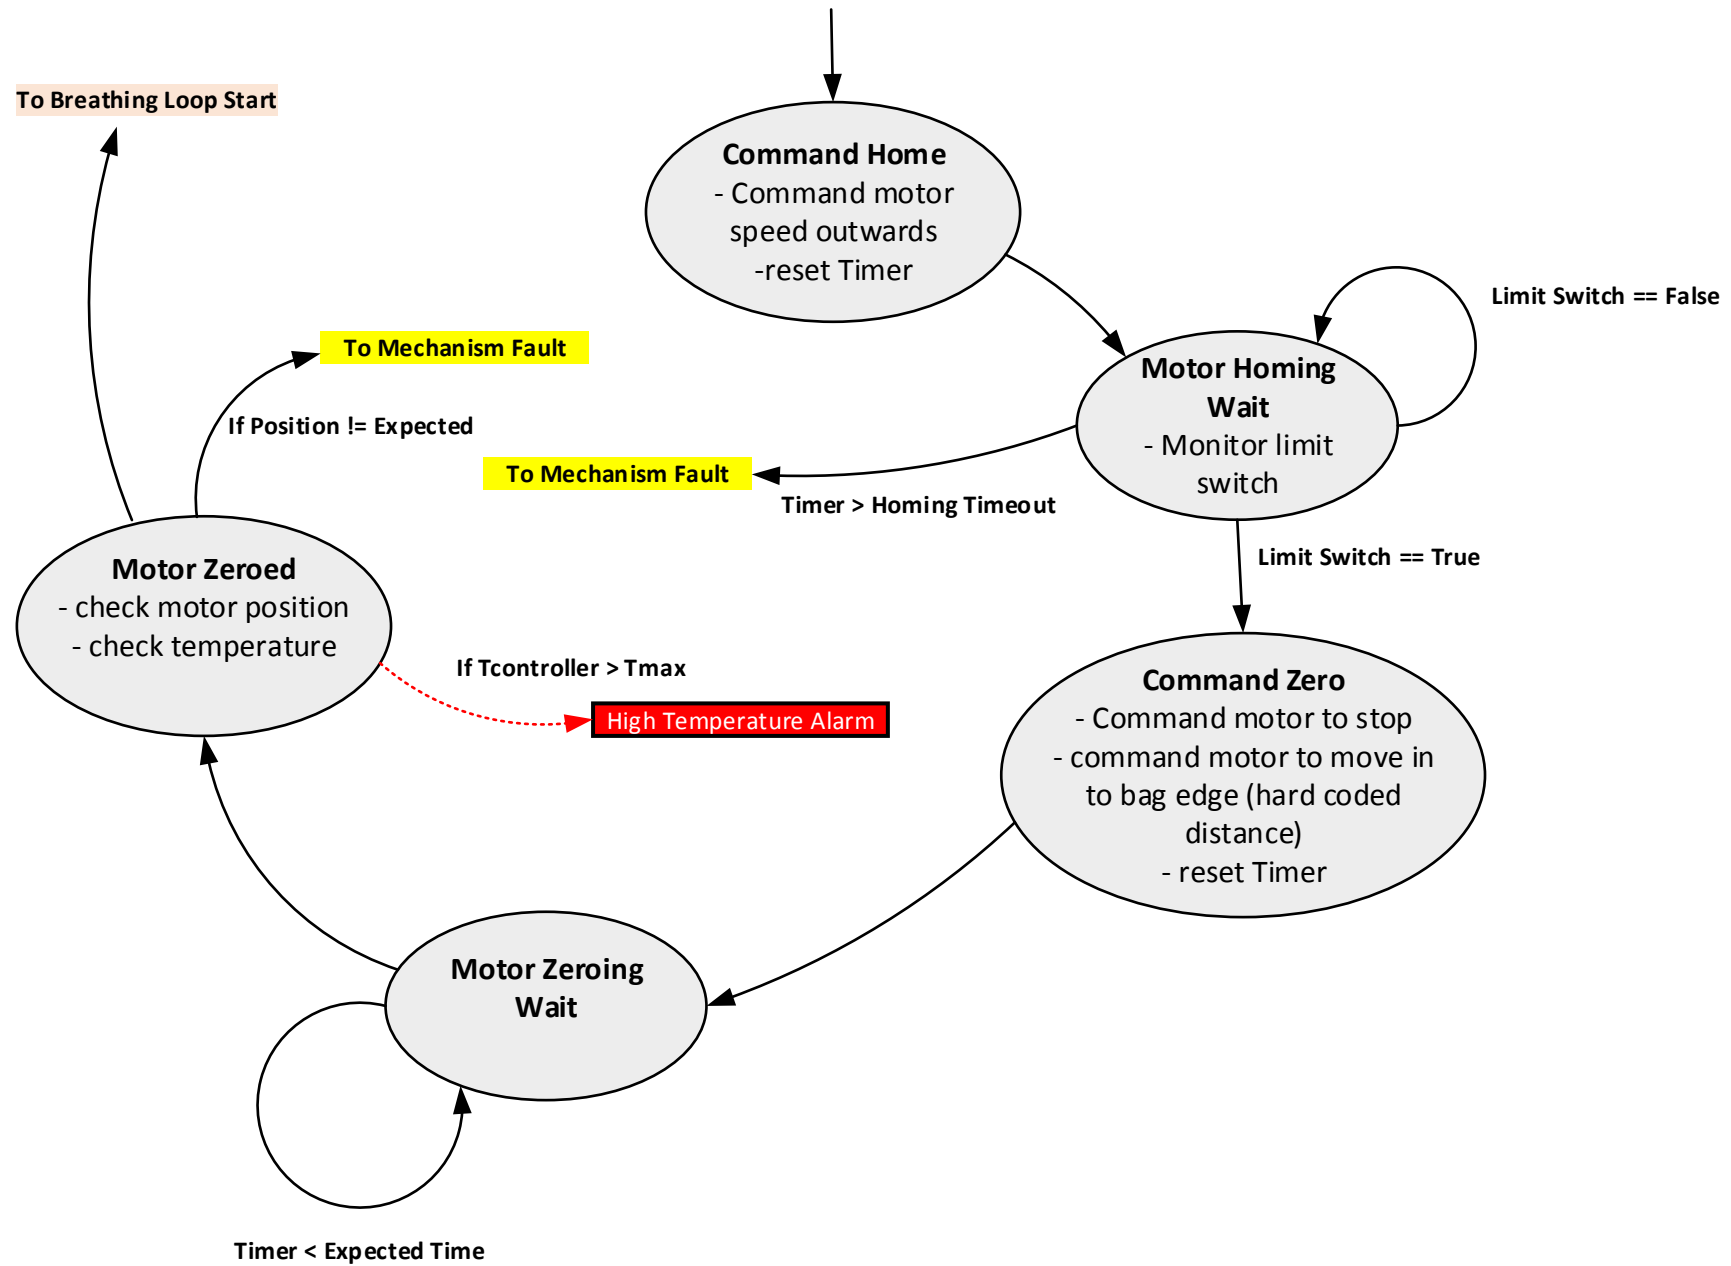 To Breathing Loop Start
Command Home
- Command motor
speed outwards
-reset Timer
Limit Switch == False
To Mechanism Fault
Motor Homing
Wait
- Monitor limit
switch
If Position != Expected
To Mechanism Fault
Timer > Homing Timeout
Limit Switch == True
Motor Zeroed
- check motor position
- check temperature
If Tcontroller > Tmax
High Temperature Alarm
Command Zero
- Command motor to stop
- command motor to move in
to bag edge (hard coded
distance)
- reset Timer
Motor Zeroing
Wait
Timer < Expected Time